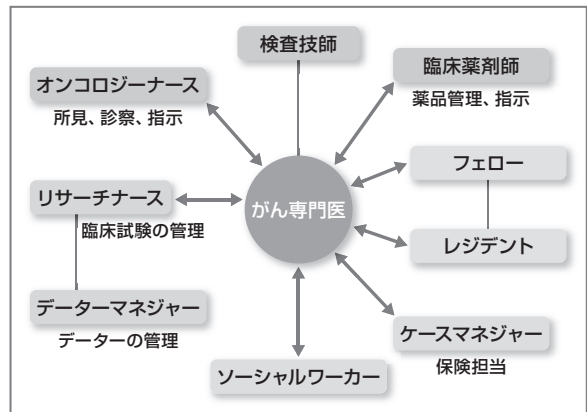 検査技師
オンコロジーナース
所見、診察、指示
臨床薬剤師
薬品管理、指示
フェロー
リサーチナース
臨床試験の管理
がん専門医
レジデント
データーマネジャー
データーの管理
ケースマネジャー
保険担当
ソーシャルワーカー